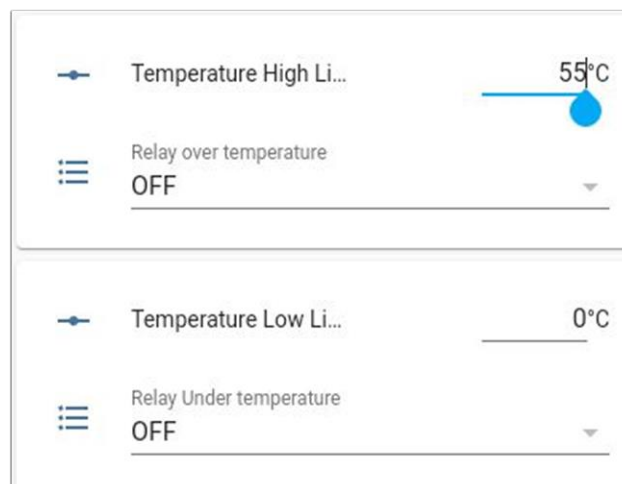 Temperature High Li... 55°C
Relay over temperature
OFF
Temperature Low Li... 0°C
Relay Under temperature
OFF